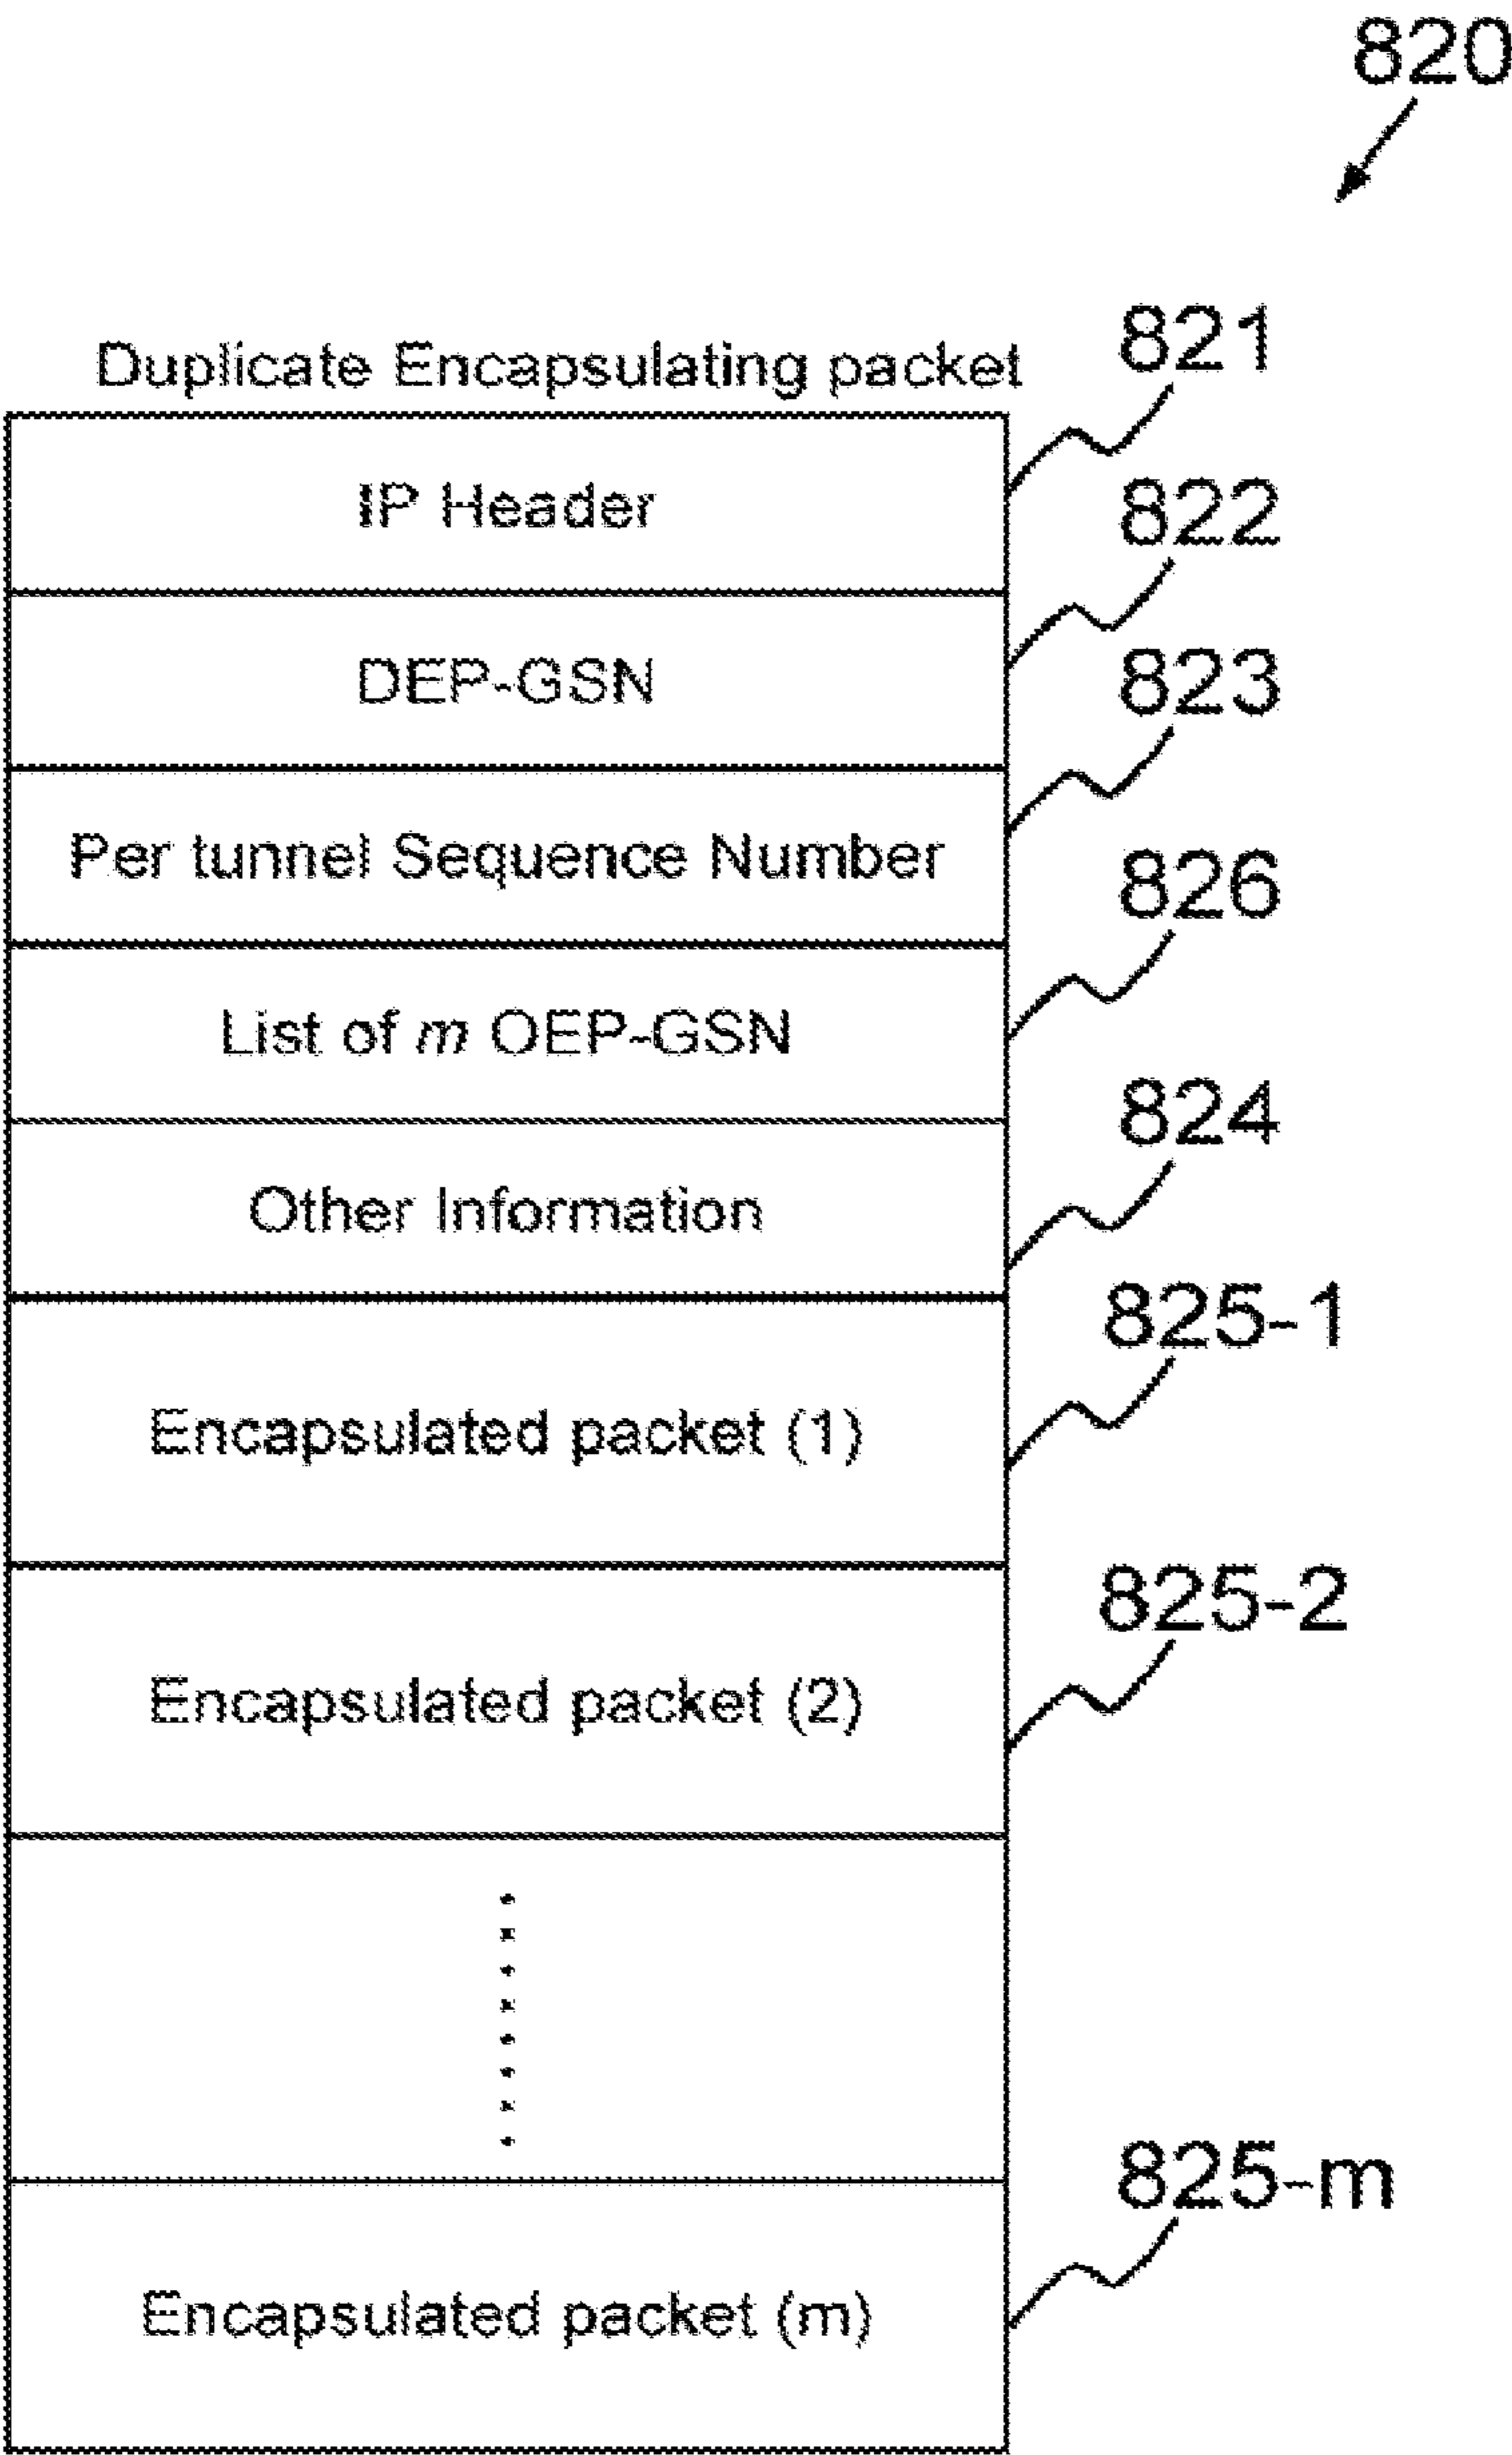 820
Duplicate Encapsulating packet
821
IP Header
822
DEP-GSN
823
Per tunnel Sequence Number
826
List of m OEP-GSN
824
Other Information
825-1
Encapsulated packet (1)
825-2
Encapsulated packet (2)
825-m
Encapsulated packet (m)